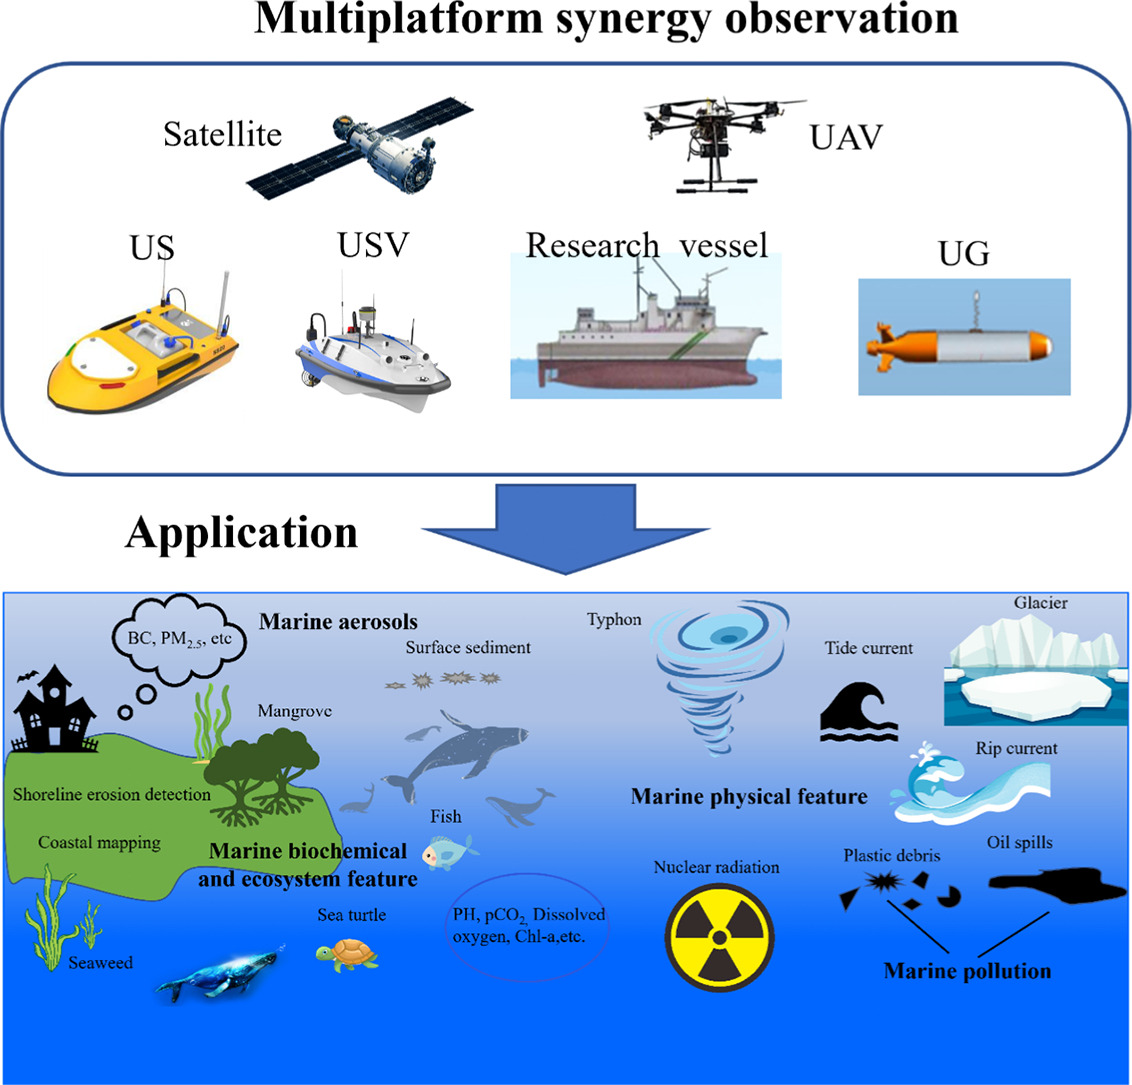 Multiplatform synergy observation
Satellite
UAV
US
USV
Research vessel
UG
Application
BC, PM2.5, etc
Marine aerosols
Surface sediment
Typhon
Tide current
Glacier
Mangrove
Rip current
Shoreline erosion detection
Marine physical feature
Coastal mapping
Fish
Marine biochemical
and ecosystem feature
Nuclear radiation
Plastic debris
Oil spills
Sea turtle
PH, pCO2, Dissolved
oxygen, Chl-a,etc.
Seaweed
Marine pollution